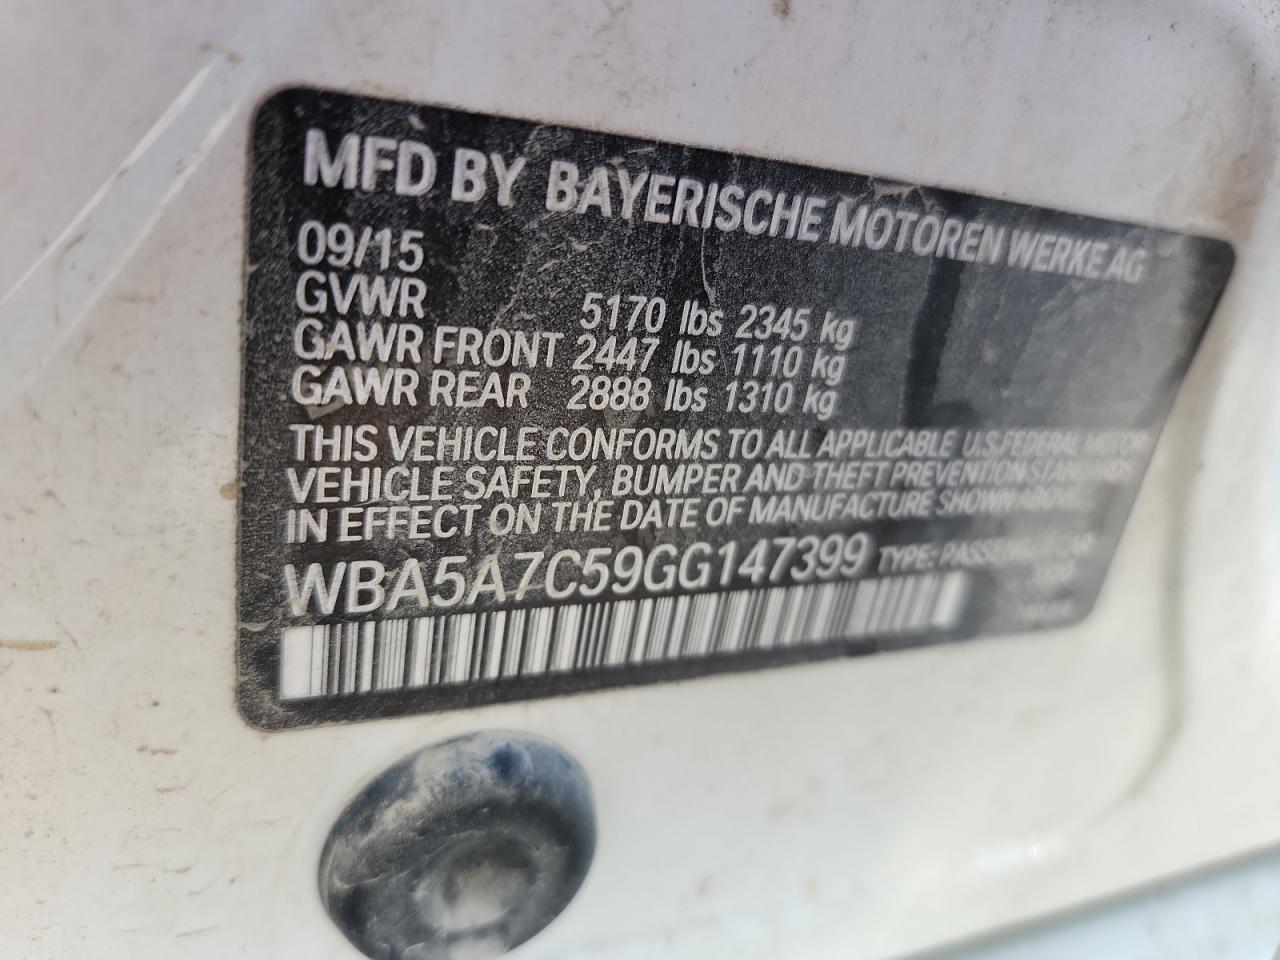 MFD BY BAYERISCHE MOTOREN WERKE AG
09/15
GVWR 5170 lbs 2345 kg
GAWR FRONT 2447 lbs 1110 kg
GAWR REAR 2888 lbs 1310 kg
THIS VEHICLE CONFORMS TO ALL APPLICABLE U.S. FEDERAL MOTOR
VEHICLE SAFETY, BUMPER AND THEFT PREVENTION STANDARDS
IN EFFECT ON THE DATE OF MANUFACTURE SHOWN ABOVE
WBA5A7C59GG147399 TYPE: PASSENGER CAR